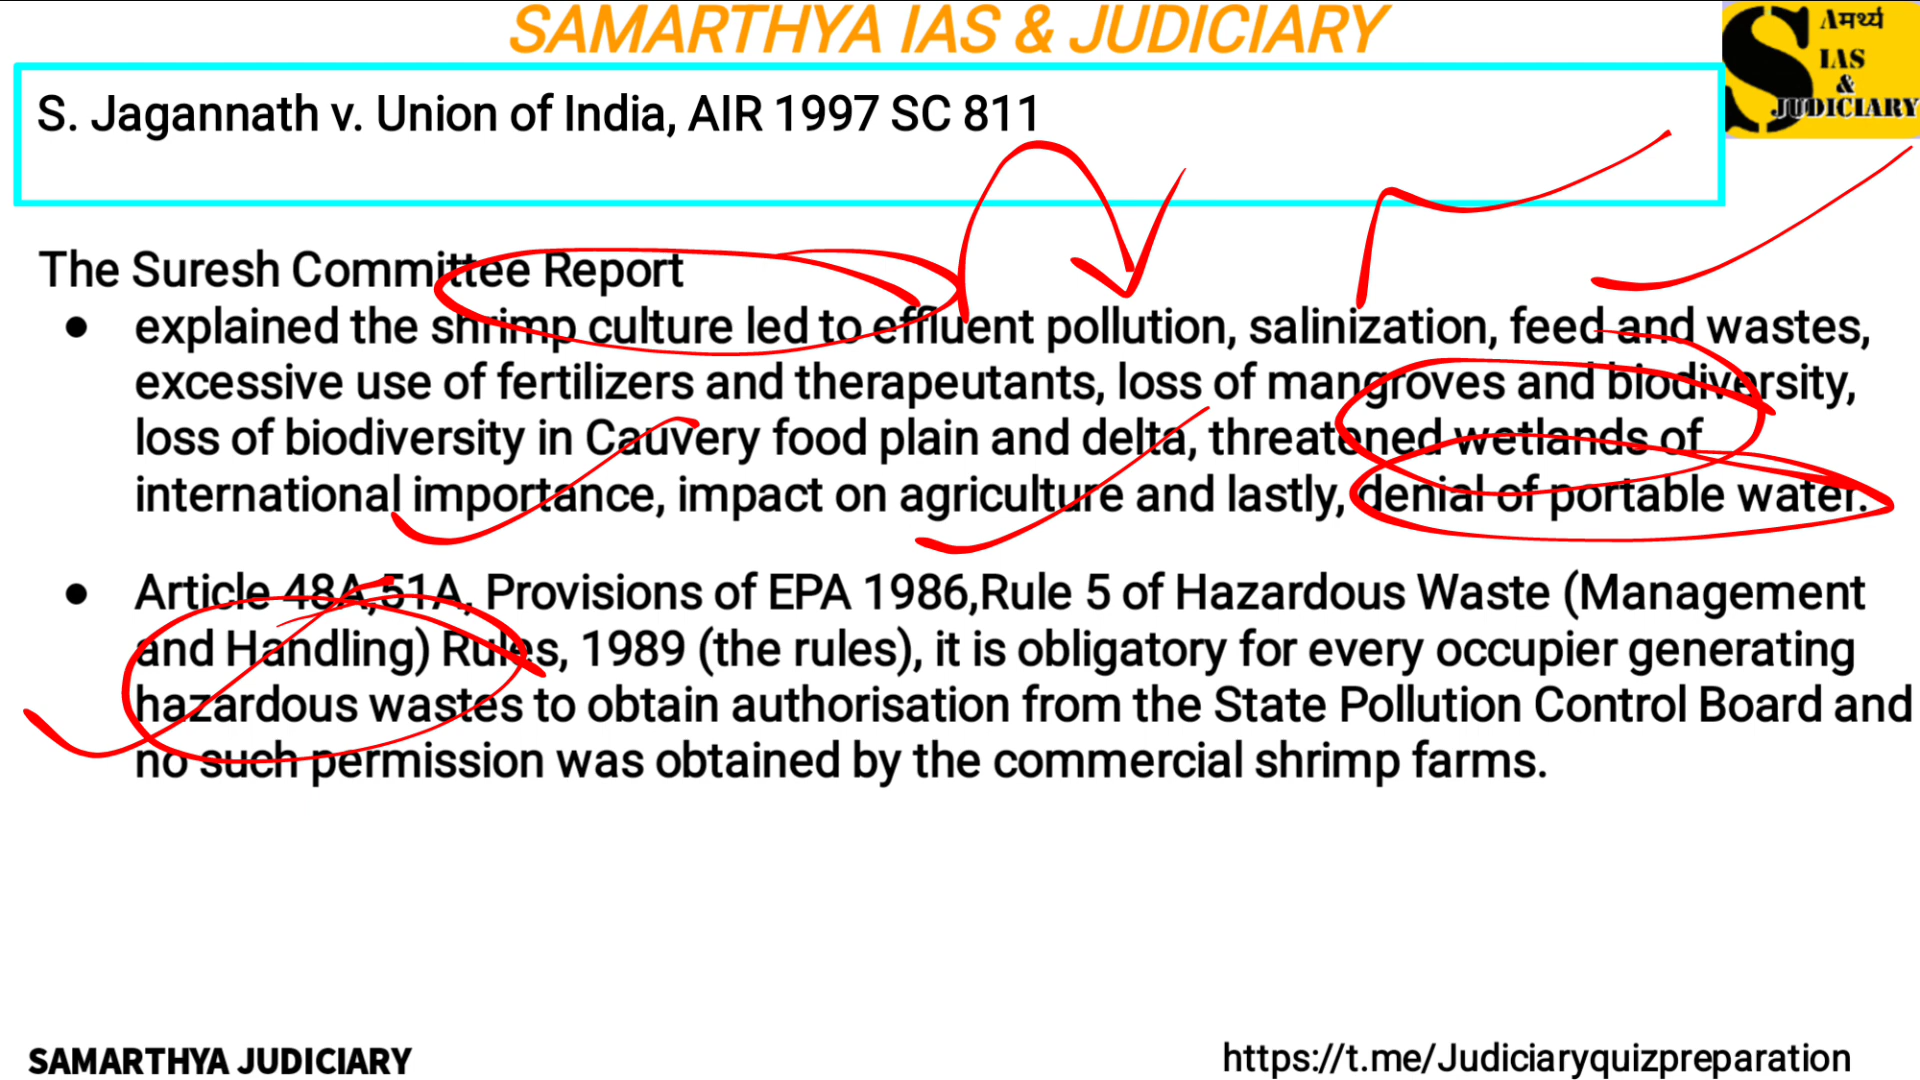 SAMARTHYA IAS & JUDICIARY
Λमर्थ्य
IAS
&
JUDICIARY
S. Jagannath v. Union of India, AIR 1997 SC 811
The Suresh Committee Report
● explained the shrimp culture led to effluent pollution, salinization, feed and wastes,
excessive use of fertilizers and therapeutants, loss of mangroves and biodiversity,
loss of biodiversity in Cauvery food plain and delta, threatened wetlands of
international importance, impact on agriculture and lastly, denial of portable water.
● Article 48A,51A, Provisions of EPA 1986,Rule 5 of Hazardous Waste (Management
and Handling) Rules, 1989 (the rules), it is obligatory for every occupier generating
hazardous wastes to obtain authorisation from the State Pollution Control Board and
no such permission was obtained by the commercial shrimp farms.
SAMARTHYA JUDICIARY
https://t.me/Judiciaryquizpreparation